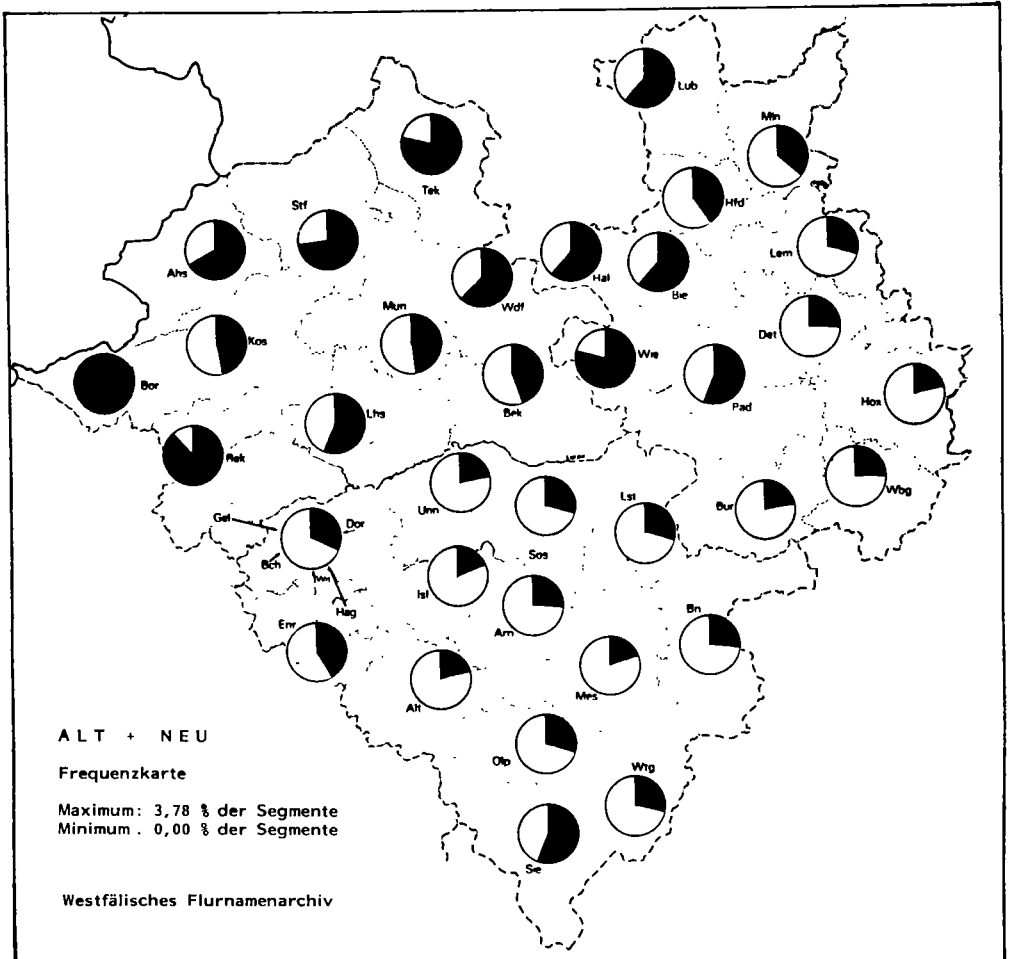 Lub
Min
Tek
Hfd
Stf
Lem
Ahs
Hal
Bie
Wdf
Mun
Det
Kos
Wie
Bor
Bek
Pad
Hox
Lhs
Rek
Wbg
Unn
Lst
Bur
Gel
Dor
Sos
Bch
Isl
Hag
Arn
Bn
Enr
Mes
Alt
ALT + NEU
Olp
Frequenzkarte
Wtg
Maximum: 3,78 % der Segmente
Minimum . 0,00 % der Segmente
Sie
Westfälisches Flurnamenarchiv